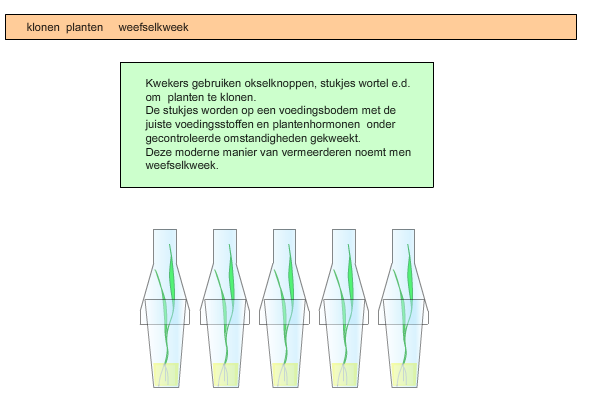 klonen planten weefselkweek
Kwekers gebruiken okselknoppen, stukjes wortel e.d.
om planten te klonen.
De stukjes worden op een voedingsbodem met de
juiste voedingsstoffen en plantenhormonen onder
gecontroleerde omstandigheden gekweekt.
Deze moderne manier van vermeerderen noemt men
weefselkweek.